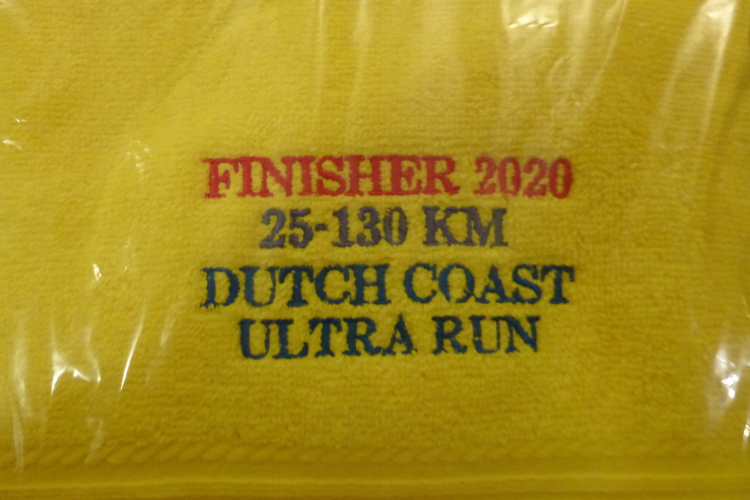 FINISHER 2020
25-130 KM
DUTCH COAST
ULTRA RUN